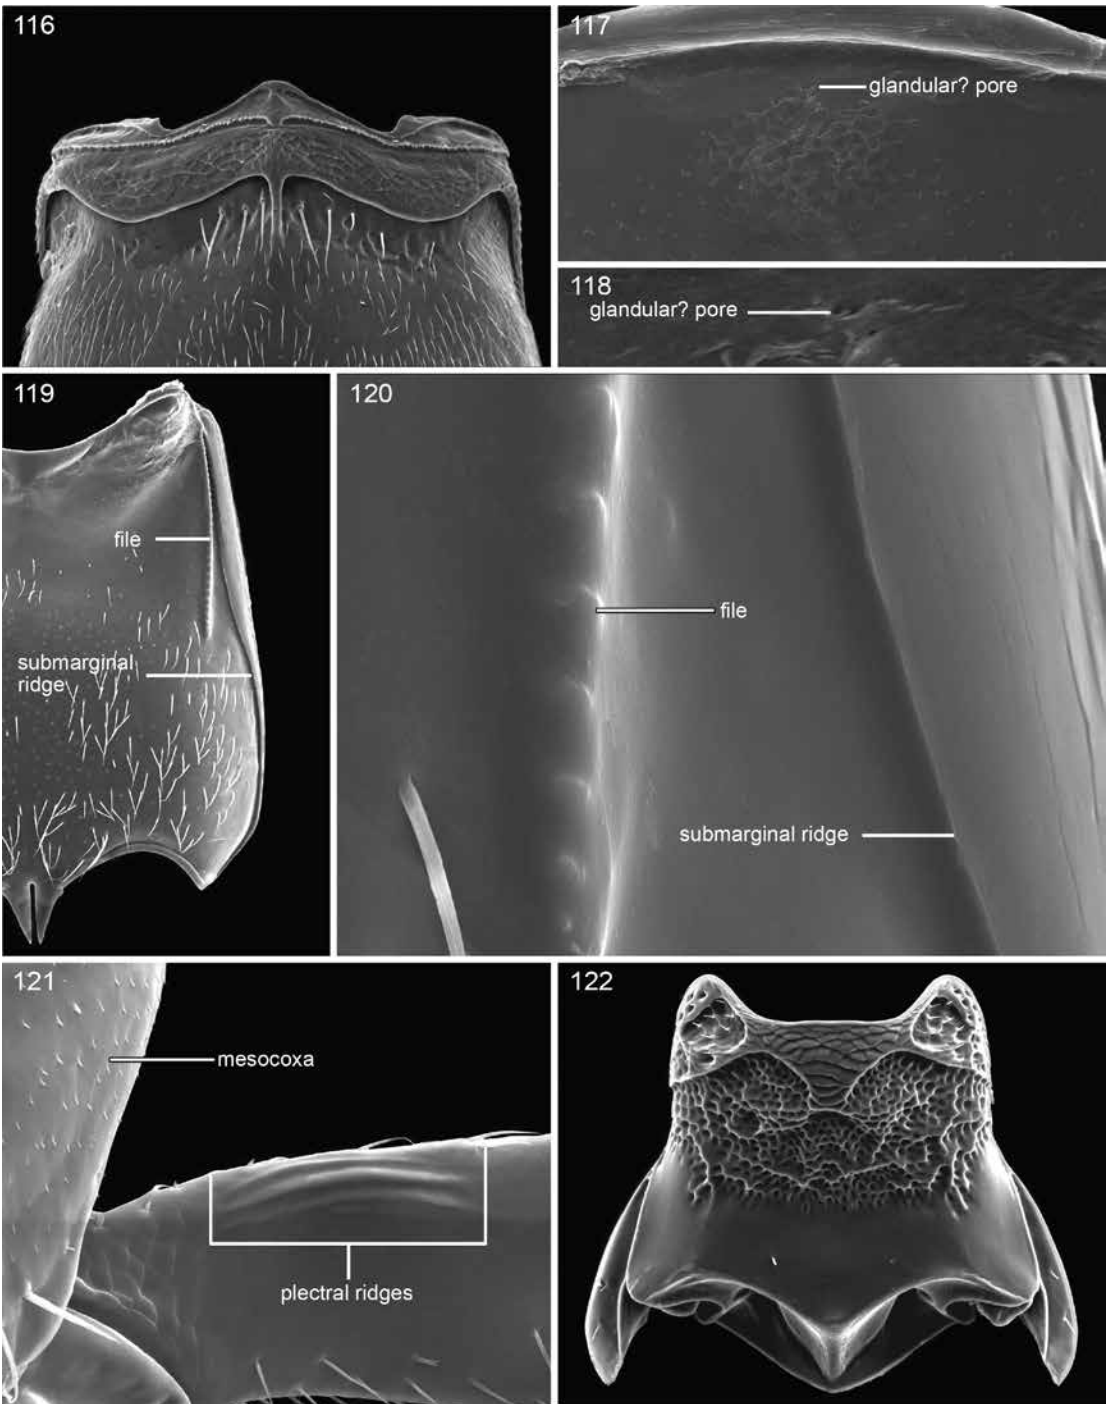 116
117
glandular? pore
118
glandular? pore
119
file
submarginal
ridge
120
file
submarginal ridge
121
mesocoxa
plectral ridges
122